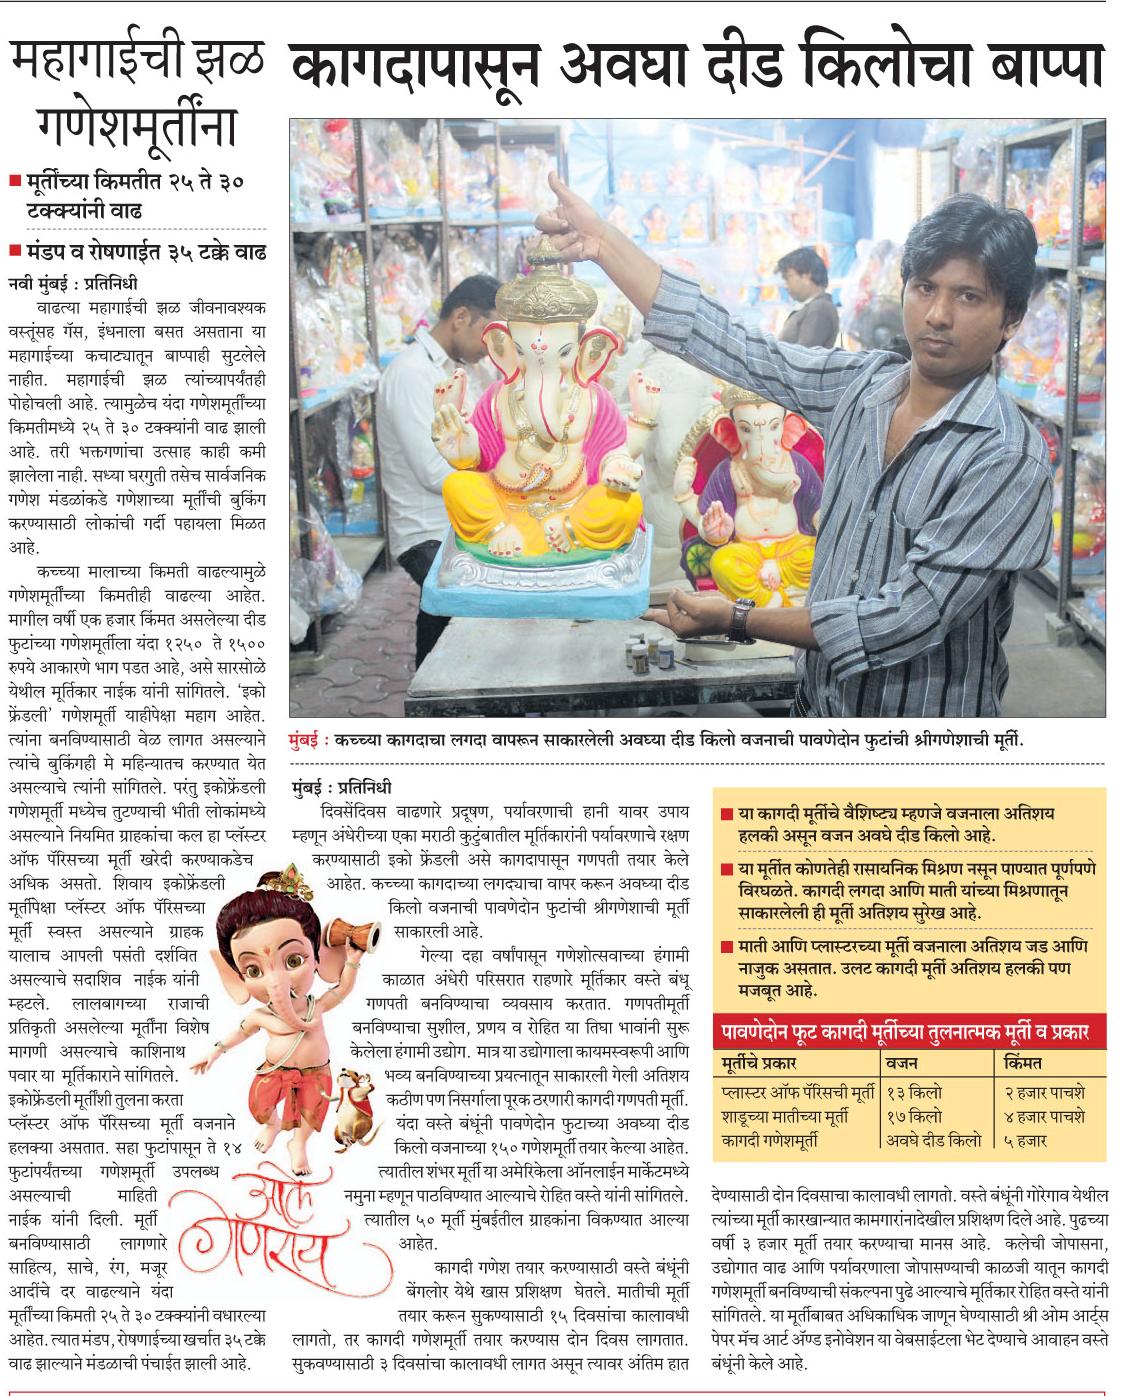 महागाईची झळ
गणेशमूर्तींना
मूर्तींच्या किमतीत २५ ते ३०
टक्क्यांनी वाढ
मंडप व रोषणाईत ३५ टक्के वाढ
नवी मुंबई : प्रतिनिधी
वाढत्या महागाईची झळ जीवनावश्यक
वस्तूंसह गॅस, इंधनाला बसत असताना या
महागाईच्या कचाट्यातून बाप्पाही सुटलेले
नाहीत. महागाईची झळ त्यांच्यापर्यंतही
पोहोचली आहे. त्यामुळेच यंदा गणेशमूर्तींच्या
किमतीमध्ये २५ ते ३० टक्क्यांनी वाढ झाली
आहे. तरी भक्तगणांचा उत्साह काही कमी
झालेला नाही. सध्या घरगुती तसेच सार्वजनिक
गणेश मंडळांकडे गणेशाच्या मूर्तींची बुकिंग
करण्यासाठी लोकांची गर्दी पहायला मिळत
आहे.
कच्च्या मालाच्या किमती वाढल्यामुळे
गणेशमूर्तींच्या किमतीही वाढल्या आहेत.
मागील वर्षी एक हजार किंमत असलेल्या दीड
फुटांच्या गणेशमूर्तीला यंदा १२५० ते १५००
रुपये आकारणे भाग पडत आहे, असे सारसोळे
येथील मूर्तिकार नाईक यांनी सांगितले. ‘इको
फ्रेंडली’ गणेशमूर्ती याहीपेक्षा महाग आहेत.
त्यांना बनविण्यासाठी वेळ लागत असल्याने
त्यांचे बुकिंगही मे महिन्यातच करण्यात येत
असल्याचे त्यांनी सांगितले. परंतु इकोफ्रेंडली
गणेशमूर्ती मध्येच तुटण्याची भीती लोकांमध्ये
असल्याने नियमित ग्राहकांचा कल हा प्लॅस्टर
ऑफ पॅरिसच्या मूर्ती खरेदी करण्याकडेच
अधिक असतो. शिवाय इकोफ्रेंडली
मूर्तीपेक्षा प्लॅस्टर ऑफ पॅरिसच्या
मूर्ती स्वस्त असल्याने ग्राहक
यालाच आपली पसंती दर्शवित
असल्याचे सदाशिव नाईक यांनी
म्हटले. लालबागच्या राजाची
प्रतिकृती असलेल्या मूर्तींना विशेष
मागणी असल्याचे काशिनाथ
पवार या मूर्तिकाराने सांगितले.
इकोफ्रेंडली मूर्तीशी तुलना करता
प्लॅस्टर ऑफ पॅरिसच्या मूर्ती वजनाने
हलक्या असतात. सहा फुटांपासून ते १४
फुटांपर्यंतच्या गणेशमूर्ती उपलब्ध
असल्याची माहिती
नाईक यांनी दिली. मूर्ती
बनविण्यासाठी लागणारे
साहित्य, साचे, रंग, मजूर
आदींचे दर वाढल्याने यंदा
मूर्तींच्या किमती २५ ते ३० टक्क्यांनी वधारल्या
आहेत. त्यात मंडप, रोषणाईच्या खर्चात ३५ टक्के
वाढ झाल्याने मंडळाची पंचाईत झाली आहे.
कागदापासून अवघा दीड किलोचा बाप्पा
मुंबई : कच्च्या कागदाचा लगदा वापरून साकारलेली अवघ्या दीड किलो वजनाची पावणेदोन फुटांची श्रीगणेशाची मूर्ती.
मुंबई : प्रतिनिधी
दिवसेंदिवस वाढणारे प्रदूषण, पर्यावरणाची हानी यावर उपाय
म्हणून अंधेरीच्या एका मराठी कुटुंबातील मूर्तिकारांनी पर्यावरणाचे रक्षण
करण्यासाठी इको फ्रेंडली असे कागदापासून गणपती तयार केले
आहेत. कच्च्या कागदाच्या लगद्याचा वापर करून अवघ्या दीड
किलो वजनाची पावणेदोन फुटांची श्रीगणेशाची मूर्ती
साकारली आहे.
गेल्या दहा वर्षांपासून गणेशोत्सवाच्या हंगामी
काळात अंधेरी परिसरात राहणारे मूर्तिकार वस्ते बंधू
गणपती बनविण्याचा व्यवसाय करतात. गणपतीमूर्ती
बनविण्याचा सुशील, प्रणय व रोहित या तिघा भावांनी सुरू
केलेला हंगामी उद्योग. मात्र या उद्योगाला कायमस्वरूपी आणि
भव्य बनविण्याच्या प्रयत्नातून साकारली गेली अतिशय
कठीण पण निसर्गाला पूरक ठरणारी कागदी गणपती मूर्ती.
यंदा वस्ते बंधूंनी पावणेदोन फुटाच्या अवघ्या दीड
किलो वजनाच्या १५० गणेशमूर्ती तयार केल्या आहेत.
त्यातील शंभर मूर्ती या अमेरिकेला ऑनलाईन मार्केटमध्ये
नमुना म्हणून पाठविण्यात आल्याचे रोहित वस्ते यांनी सांगितले.
त्यातील ५० मूर्ती मुंबईतील ग्राहकांना विकण्यात आल्या
आहेत.
कागदी गणेश तयार करण्यासाठी वस्ते बंधूंनी
बेंगलोर येथे खास प्रशिक्षण घेतले. मातीची मूर्ती
तयार करून सुकण्यासाठी १५ दिवसांचा कालावधी
लागतो, तर कागदी गणेशमूर्ती तयार करण्यास दोन दिवस लागतात.
सुकवण्यासाठी ३ दिवसांचा कालावधी लागत असून त्यावर अंतिम हात
आले
गणराय
या कागदी मूर्तीचे वैशिष्ट्य म्हणजे वजनाला अतिशय
हलकी असून वजन अवघे दीड किलो आहे.
या मूर्तीत कोणतेही रासायनिक मिश्रण नसून पाण्यात पूर्णपणे
विरघळते. कागदी लगदा आणि माती यांच्या मिश्रणातून
साकारलेली ही मूर्ती अतिशय सुरेख आहे.
माती आणि प्लास्टरच्या मूर्ती वजनाला अतिशय जड आणि
नाजुक असतात. उलट कागदी मूर्ती अतिशय हलकी पण
मजबूत आहे.
पावणेदोन फूट कागदी मूर्तीच्या तुलनात्मक मूर्ती व प्रकार
मूर्तीचे प्रकार वजन किंमत
प्लास्टर ऑफ पॅरिसची मूर्ती १३ किलो २ हजार पाचशे
शाडूच्या मातीच्या मूर्ती १७ किलो ४ हजार पाचशे
कागदी गणेशमूर्ती अवघे दीड किलो ५ हजार
देण्यासाठी दोन दिवसाचा कालावधी लागतो. वस्ते बंधूंनी गोरेगाव येथील
त्यांच्या मूर्ती कारखान्यात कामगारांनादेखील प्रशिक्षण दिले आहे. पुढच्या
वर्षी ३ हजार मूर्ती तयार करण्याचा मानस आहे. कलेची जोपासना,
उद्योगात वाढ आणि पर्यावरणाला जोपासण्याची काळजी यातून कागदी
गणेशमूर्ती बनविण्याची संकल्पना पुढे आल्याचे मूर्तिकार रोहित वस्ते यांनी
सांगितले. या मूर्तीबाबत अधिकाधिक जाणून घेण्यासाठी श्री ओम आर्ट्स
पेपर मॅच आर्ट ॲण्ड इनोवेशन या वेबसाईटला भेट देण्याचे आवाहन वस्ते
बंधूंनी केले आहे.